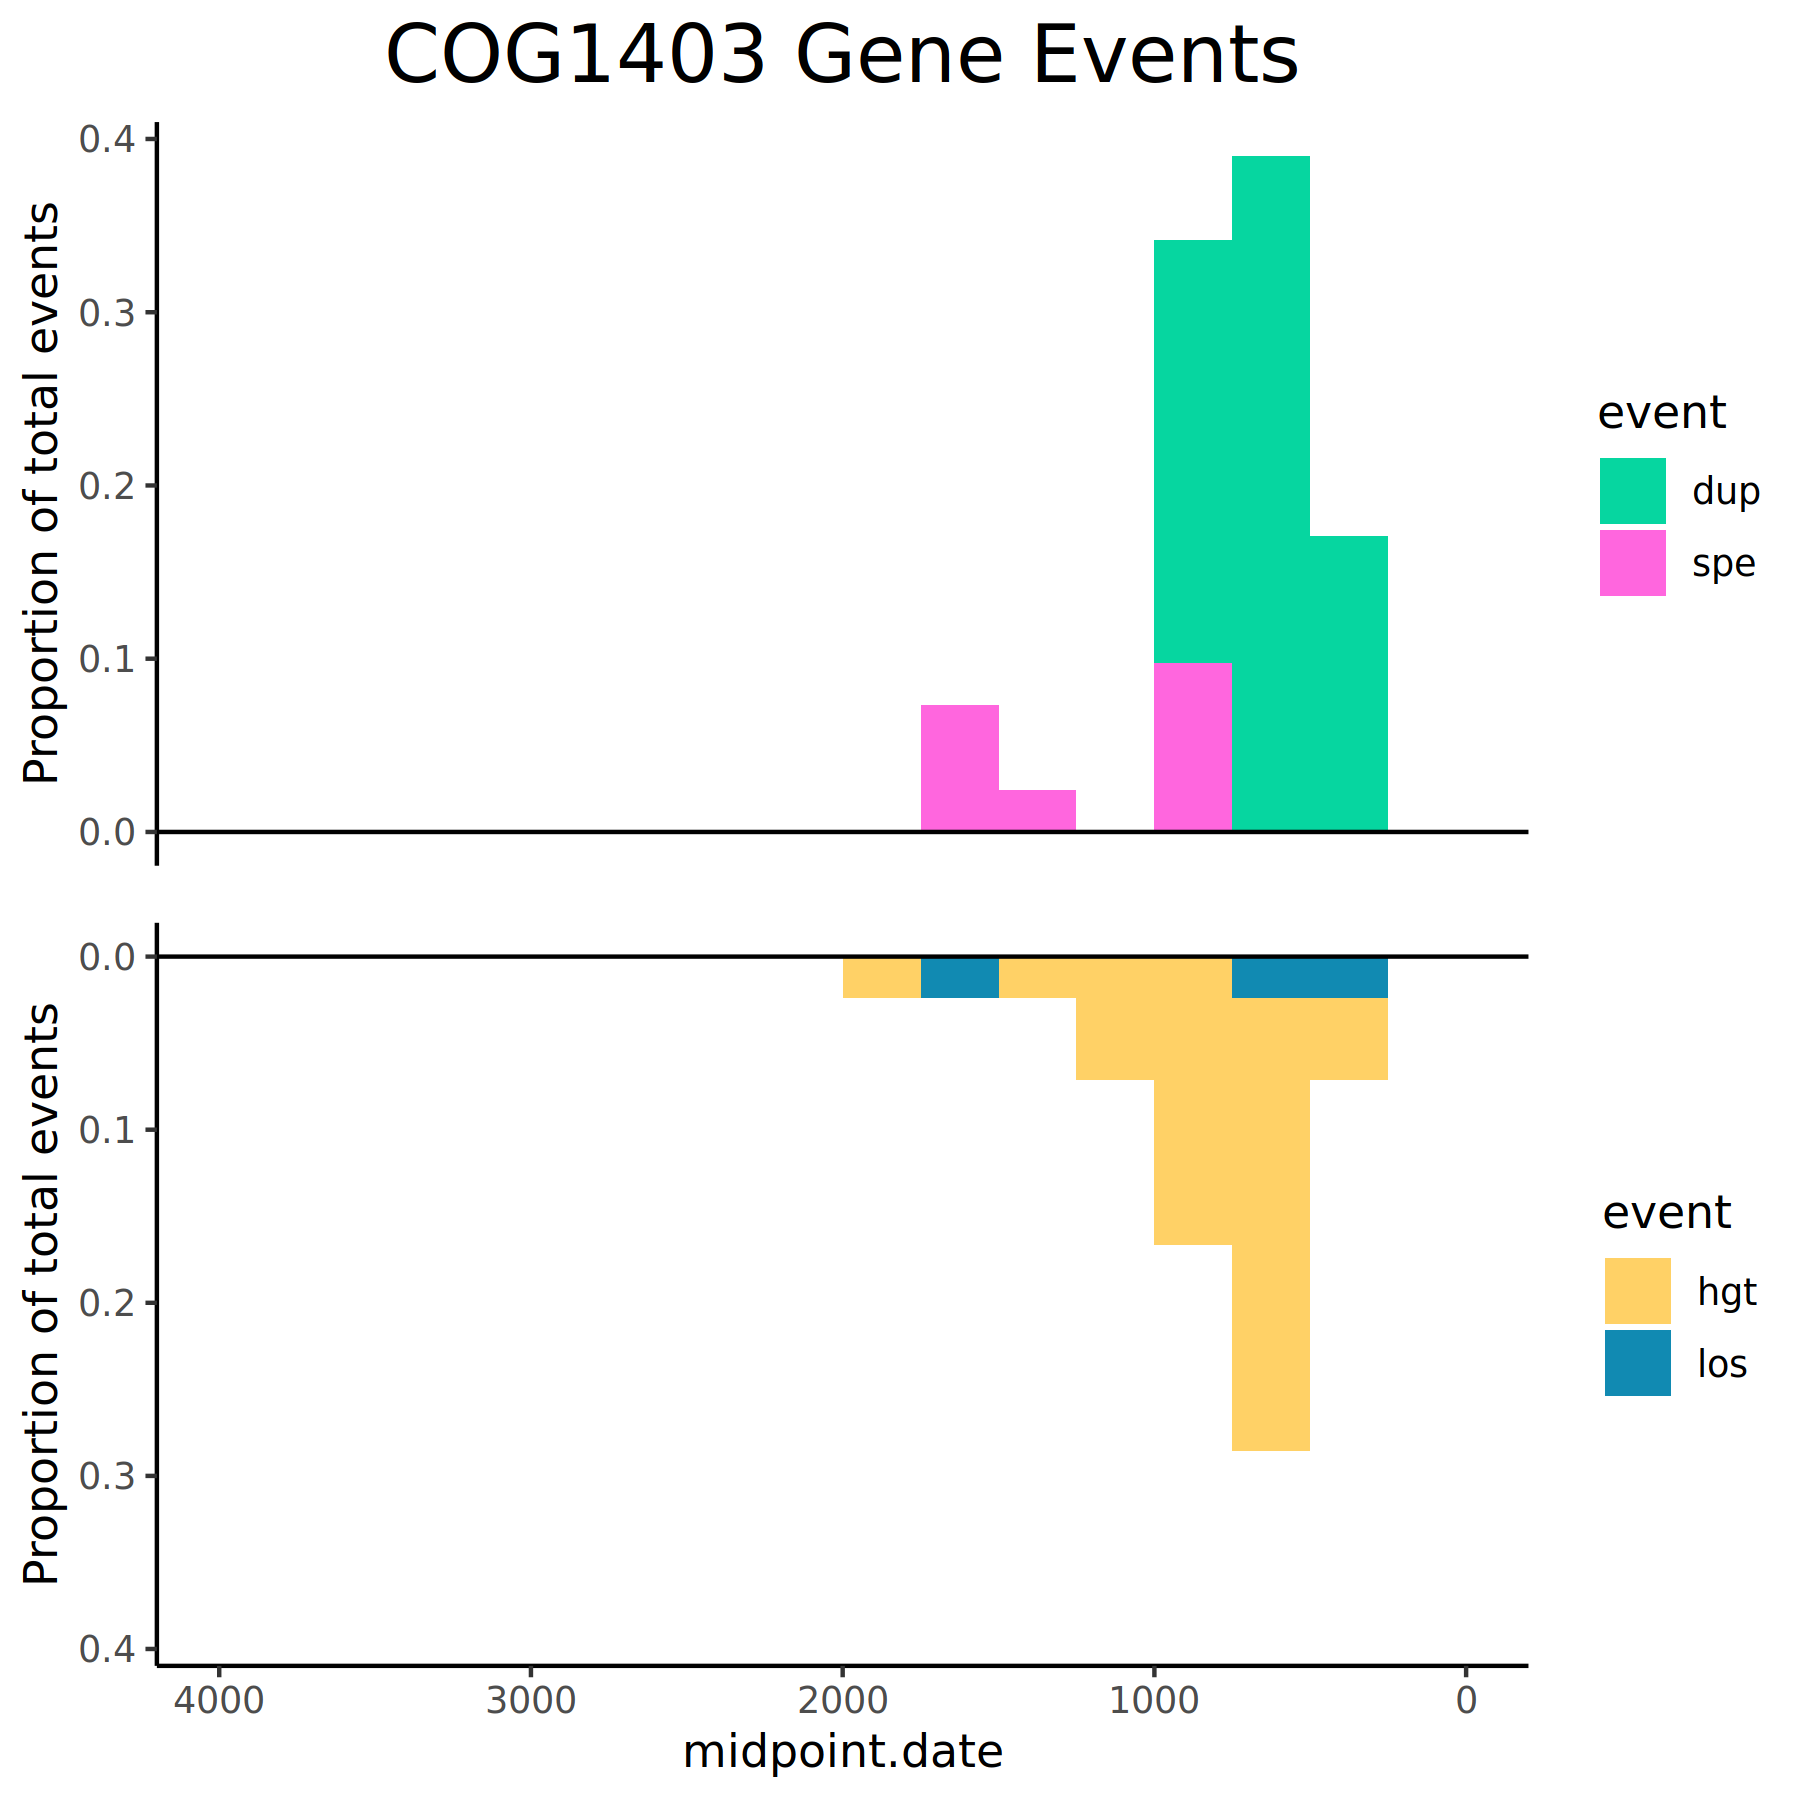 COG1403 Gene Events
Proportion of total events
0.4
0.3
0.2
0.1
0.0
event
dup
spe
Proportion of total events
0.0
0.1
0.2
0.3
0.4
event
hgt
los
4000 3000 2000 1000 0
midpoint.date